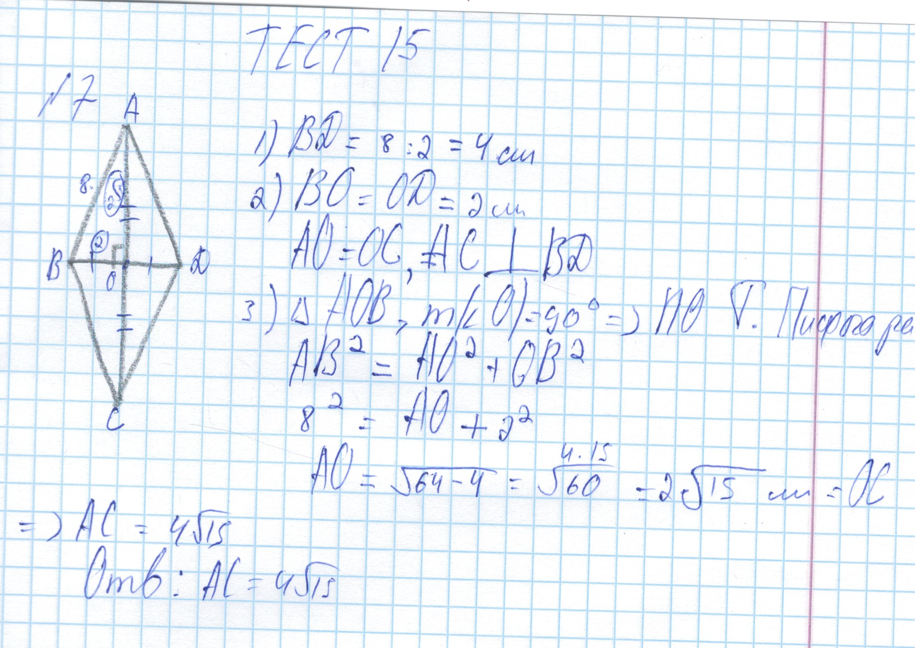 ТЕСТ 15
№7
A
8.
2
B
O
D
C
1) BD = 8 : 2 = 4 см
2) BO = OD = 2 см
AO = OC, AC ⊥ BD
3) △ AOB, m(∠O) = 90° => ПО Т. Пифагора
AB² = AO² + OB²
8² = AO + 2²
AO = √64-4 = √60 = 2√15 см = OC
4·15
=> AC = 4√15
Отв: AC = 4√15